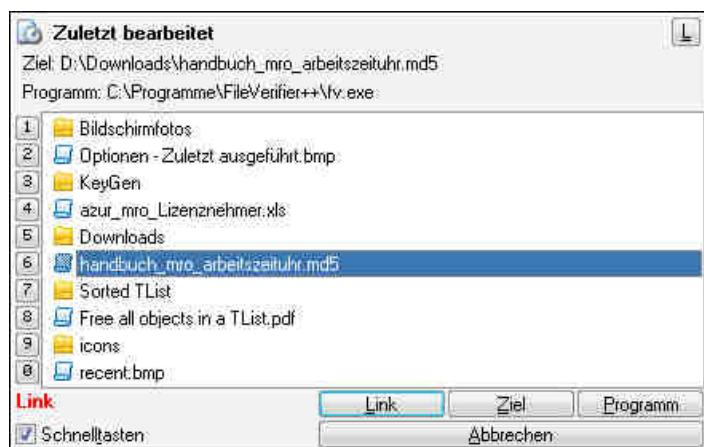 Zuletzt bearbeitet L
Ziel: D:\Downloads\handbuch_mro_arbeitszeituhr.md5
Programm: C:\Programme\FileVerifier++\fv.exe
1 Bildschirmfotos
2 Optionen - Zuletzt ausgeführt.bmp
3 KeyGen
4 azur_mro_Lizenznehmer.xls
5 Downloads
6 handbuch_mro_arbeitszeituhr.md5
7 Sorted TList
8 Free all objects in a TList.pdf
9 icons
0 recent.bmp
Link Link Ziel Programm
Schnelltasten Abbrechen